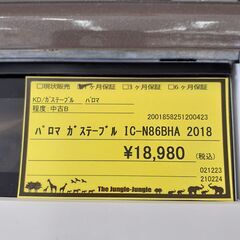 □現状販売 ヶ月保証 □3ヶ月保証 □6ヶ月保証
KD/ガステーブル パロマ
程度:中古B
2001858251200423
パロマ ガステーブル IC-N86BHA 2018
¥18,980 (税込)
021223
210224
The Jungle-Jungle